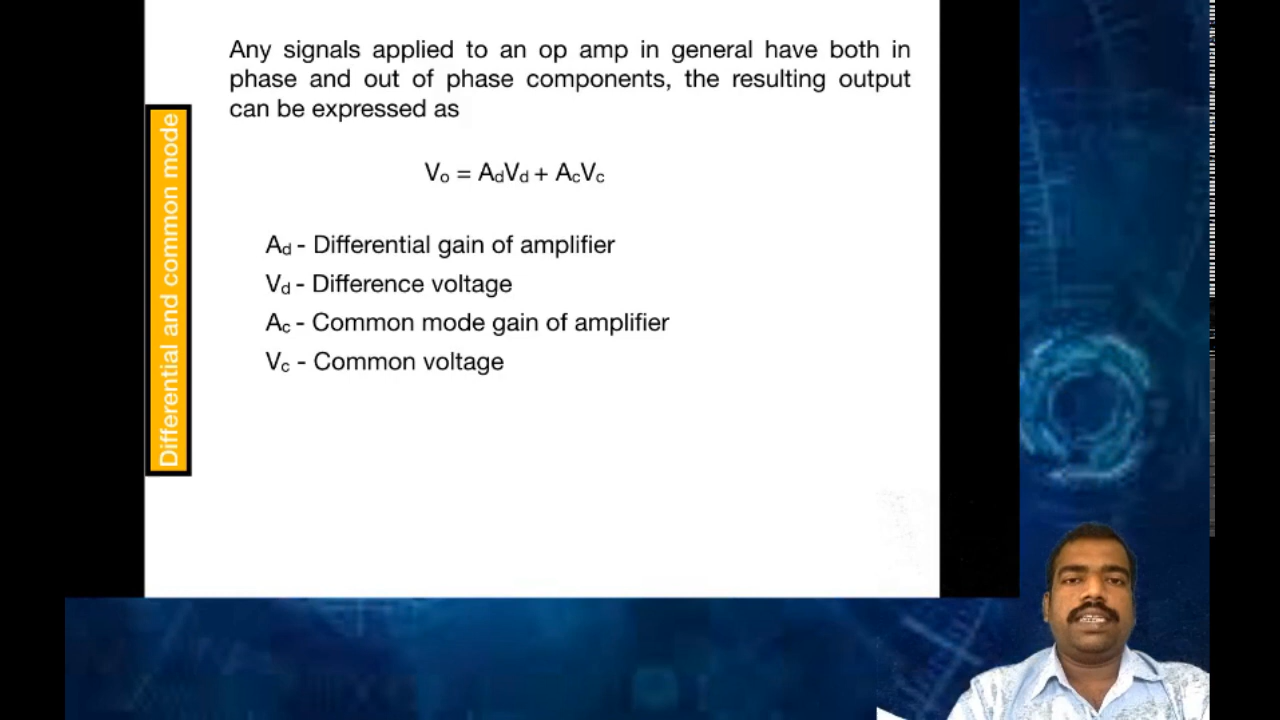 Any signals applied to an op amp in general have both in
phase and out of phase components, the resulting output
can be expressed as
Vₒ = AdVd + AcVc
Ad - Differential gain of amplifier
Vd - Difference voltage
Ac - Common mode gain of amplifier
Vc - Common voltage
Differential and common mode